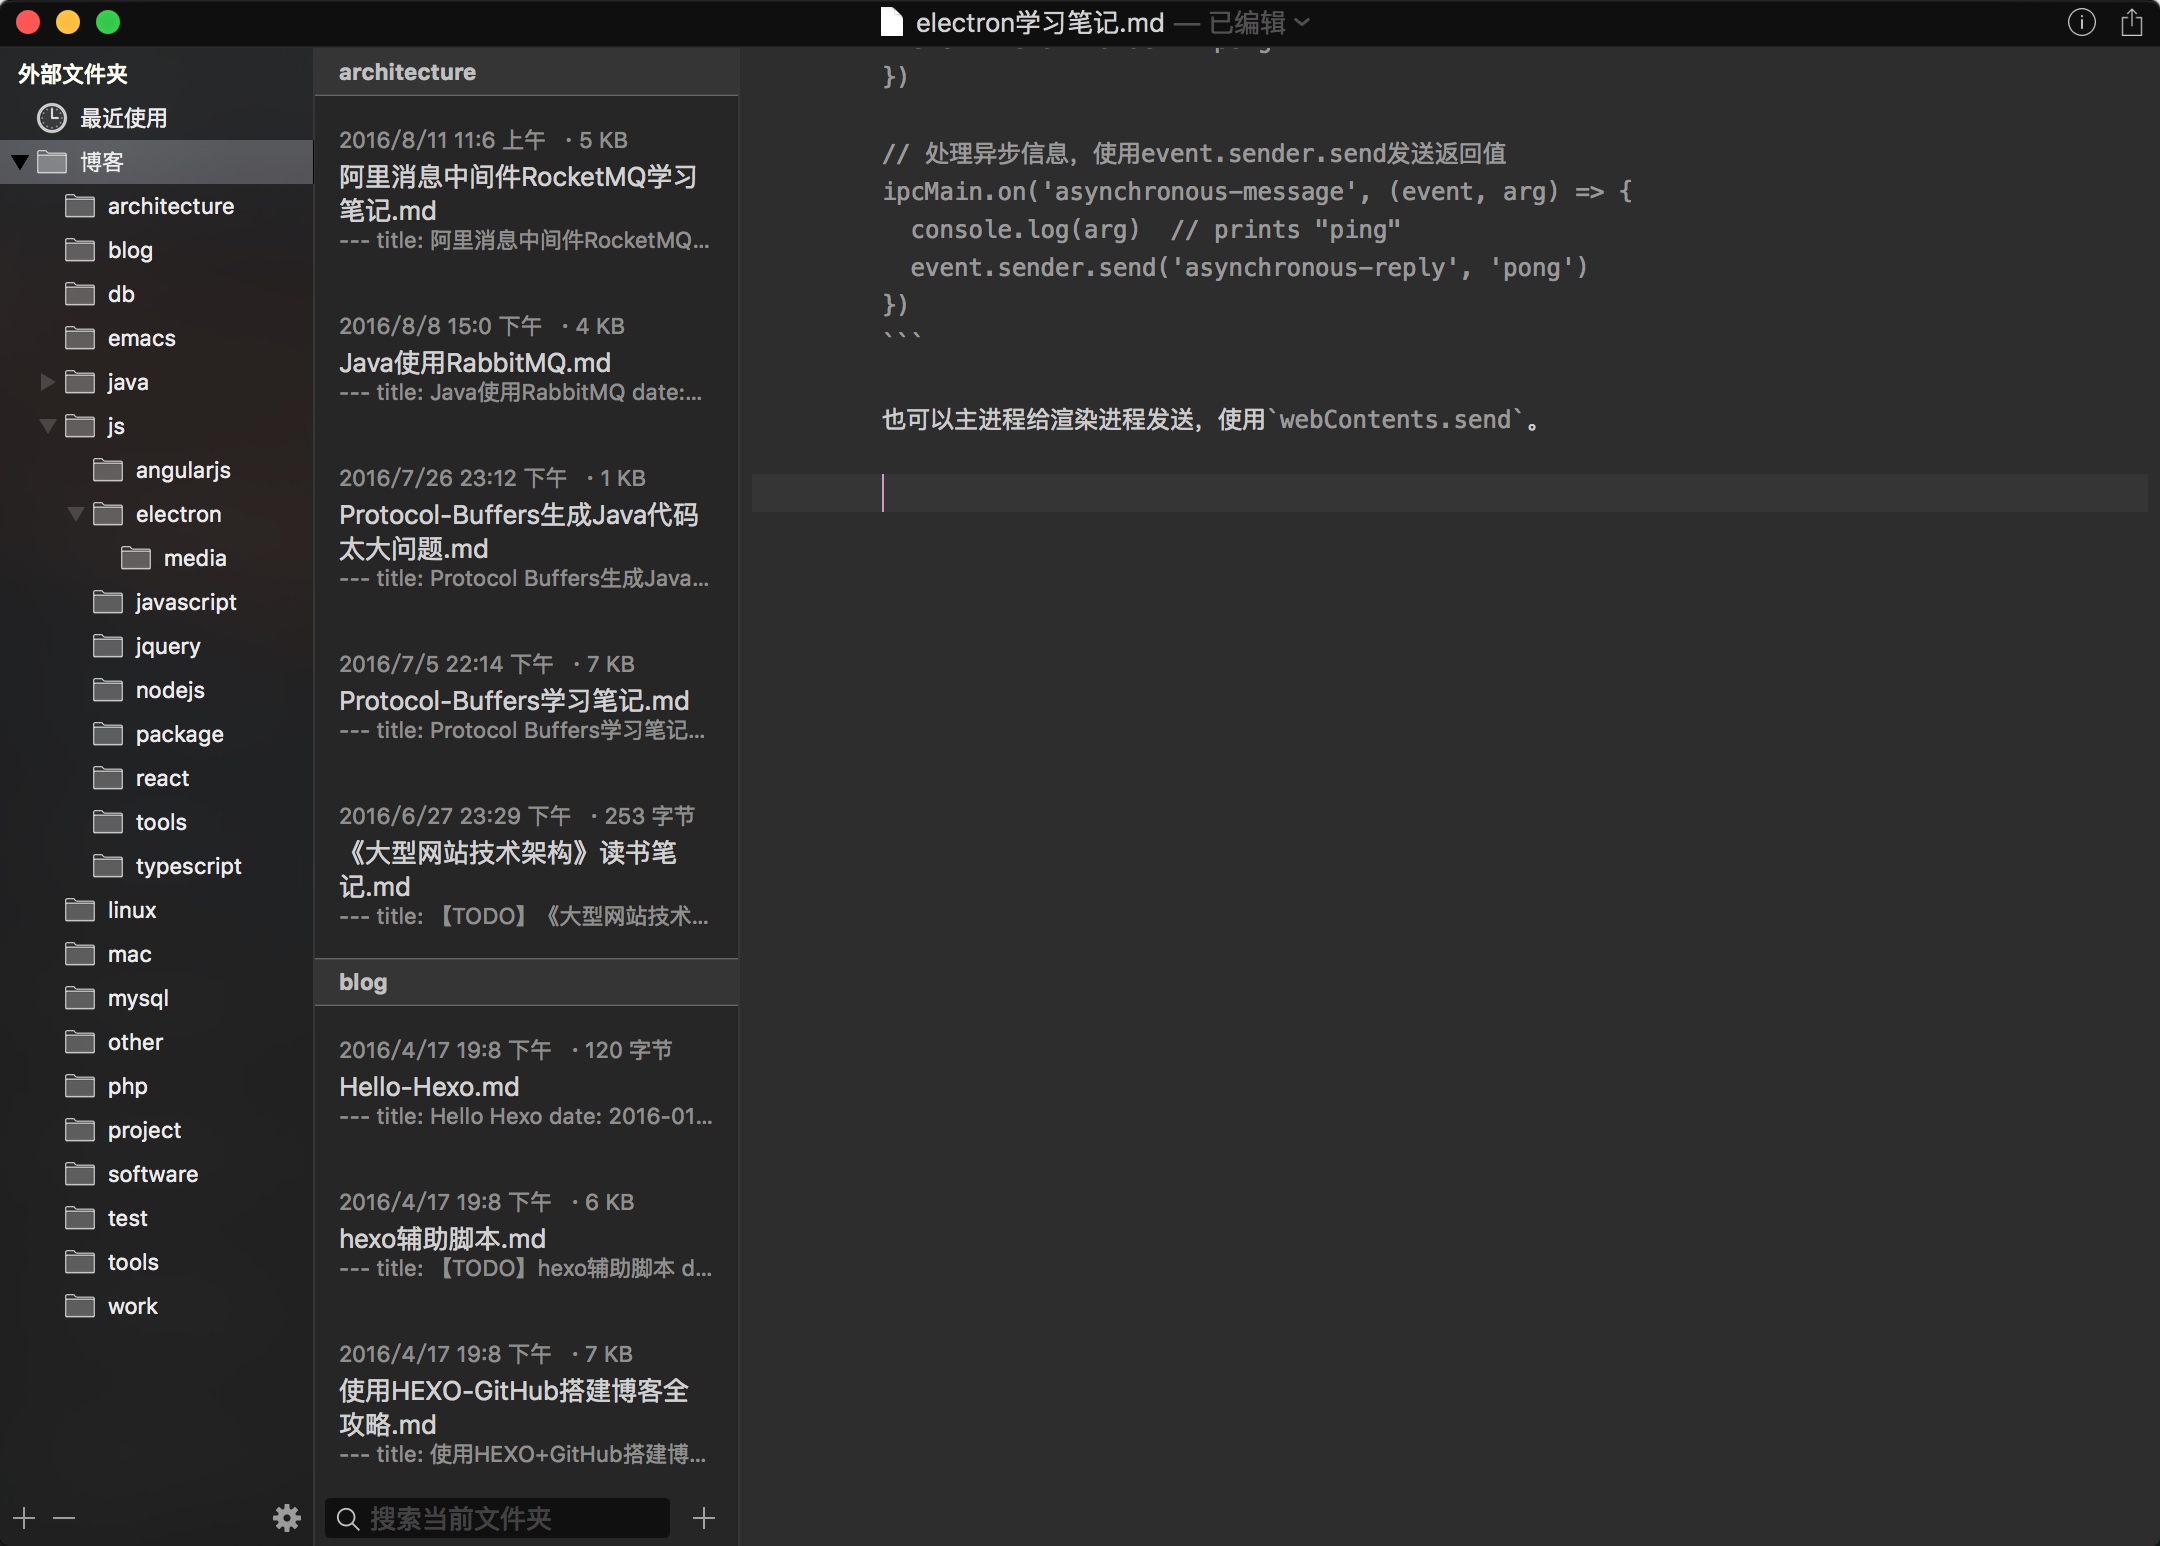 electron学习笔记.md — 已编辑
外部文件夹
最近使用
博客
architecture
blog
db
emacs
java
js
angularjs
electron
media
javascript
jquery
nodejs
package
react
tools
typescript
linux
mac
mysql
other
php
project
software
test
tools
work
architecture
2016/8/11 11:6 上午 · 5 KB
阿里消息中间件RocketMQ学习
笔记.md
--- title: 阿里消息中间件RocketMQ...
2016/8/8 15:0 下午 · 4 KB
Java使用RabbitMQ.md
--- title: Java使用RabbitMQ date:...
2016/7/26 23:12 下午 · 1 KB
Protocol-Buffers生成Java代码
太大问题.md
--- title: Protocol Buffers生成Java...
2016/7/5 22:14 下午 · 7 KB
Protocol-Buffers学习笔记.md
--- title: Protocol Buffers学习笔记...
2016/6/27 23:29 下午 · 253 字节
《大型网站技术架构》读书笔
记.md
--- title: 【TODO】《大型网站技术...
blog
2016/4/17 19:8 下午 · 120 字节
Hello-Hexo.md
--- title: Hello Hexo date: 2016-01...
2016/4/17 19:8 下午 · 6 KB
hexo辅助脚本.md
--- title: 【TODO】hexo辅助脚本 d...
2016/4/17 19:8 下午 · 7 KB
使用HEXO-GitHub搭建博客全
攻略.md
--- title: 使用HEXO+GitHub搭建博...
搜索当前文件夹
})
// 处理异步信息，使用event.sender.send发送返回值
ipcMain.on('asynchronous-message', (event, arg) => {
  console.log(arg)  // prints "ping"
  event.sender.send('asynchronous-reply', 'pong')
})
```
也可以主进程给渲染进程发送，使用`webContents.send`。